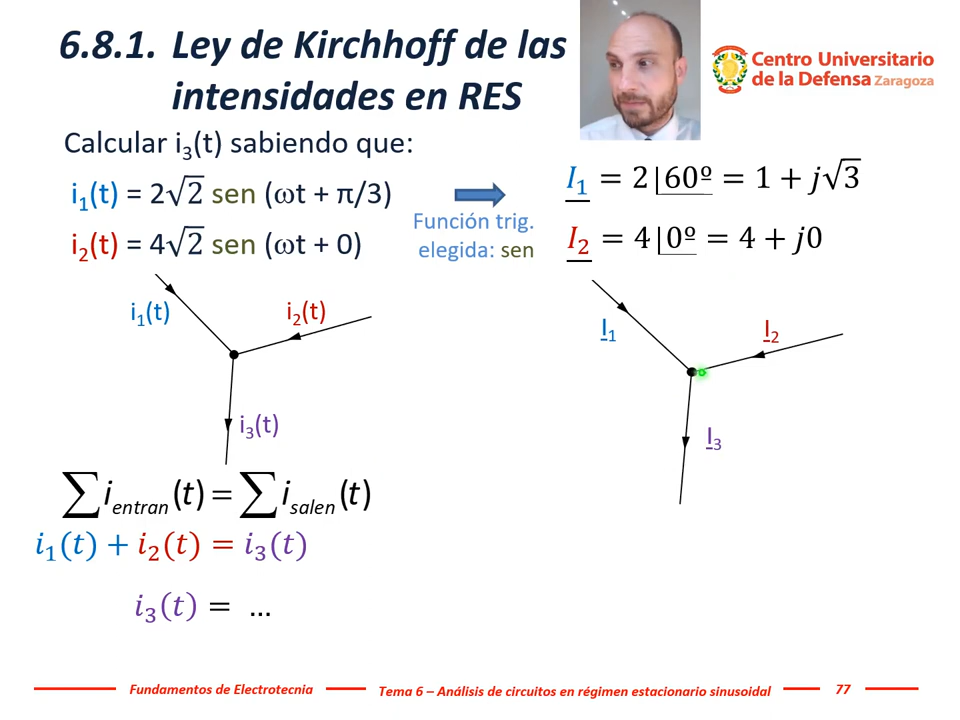 6.8.1. Ley de Kirchhoff de las
intensidades en RES
Centro Universitario
de la Defensa Zaragoza
Calcular i₃(t) sabiendo que:
i₁(t) = 2√2 sen (ωt + π/3)
i₂(t) = 4√2 sen (ωt + 0)
Función trig.
elegida: sen
I₁ = 2|60º = 1 + j√3
I₂ = 4|0º = 4 + j0
i₁(t)
i₂(t)
i₃(t)
I₁
I₂
I₃
∑ i entran (t) = ∑ i salen (t)
i₁(t) + i₂(t) = i₃(t)
i₃(t) = ...
Fundamentos de Electrotecnia
Tema 6 – Análisis de circuitos en régimen estacionario sinusoidal
77